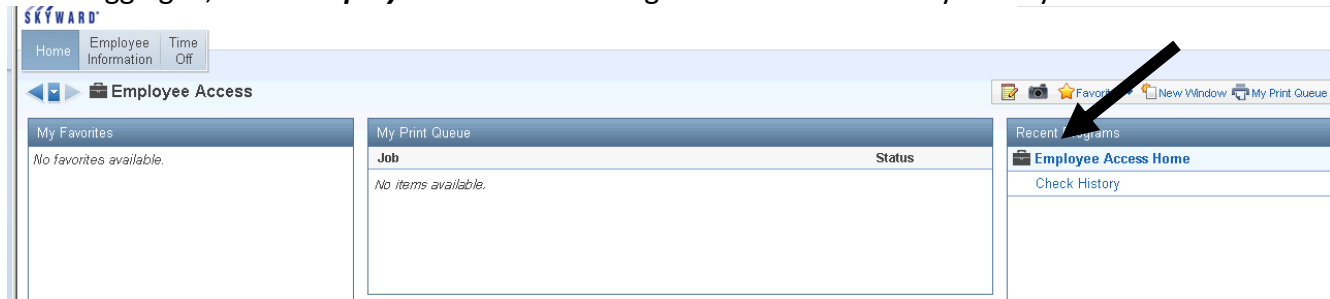 SKYWARD
Home
Employee Information
Time Off
Employee Access
New Window
My Print Queue
My Favorites
My Print Queue
Recent
No favorites available.
Job Status
Employee Access Home
No items available.
Check History